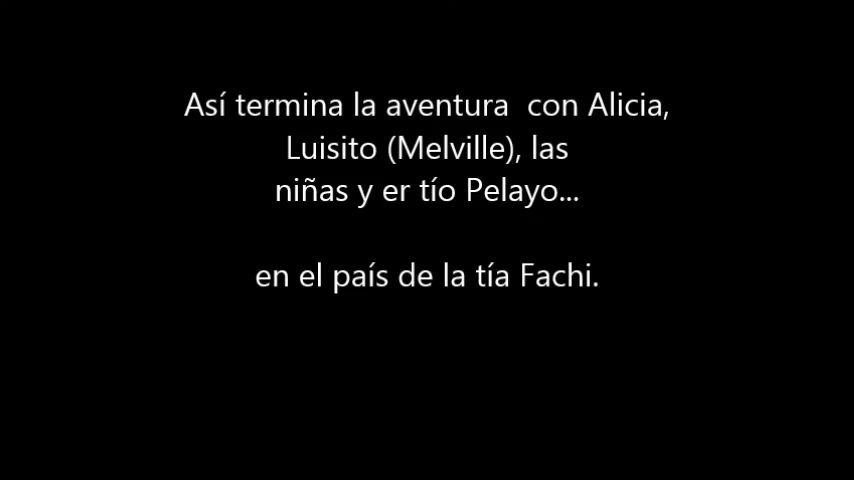 Así termina la aventura  con Alicia,
Luisito (Melville), las
niñas y er tío Pelayo...
en el país de la tía Fachi.